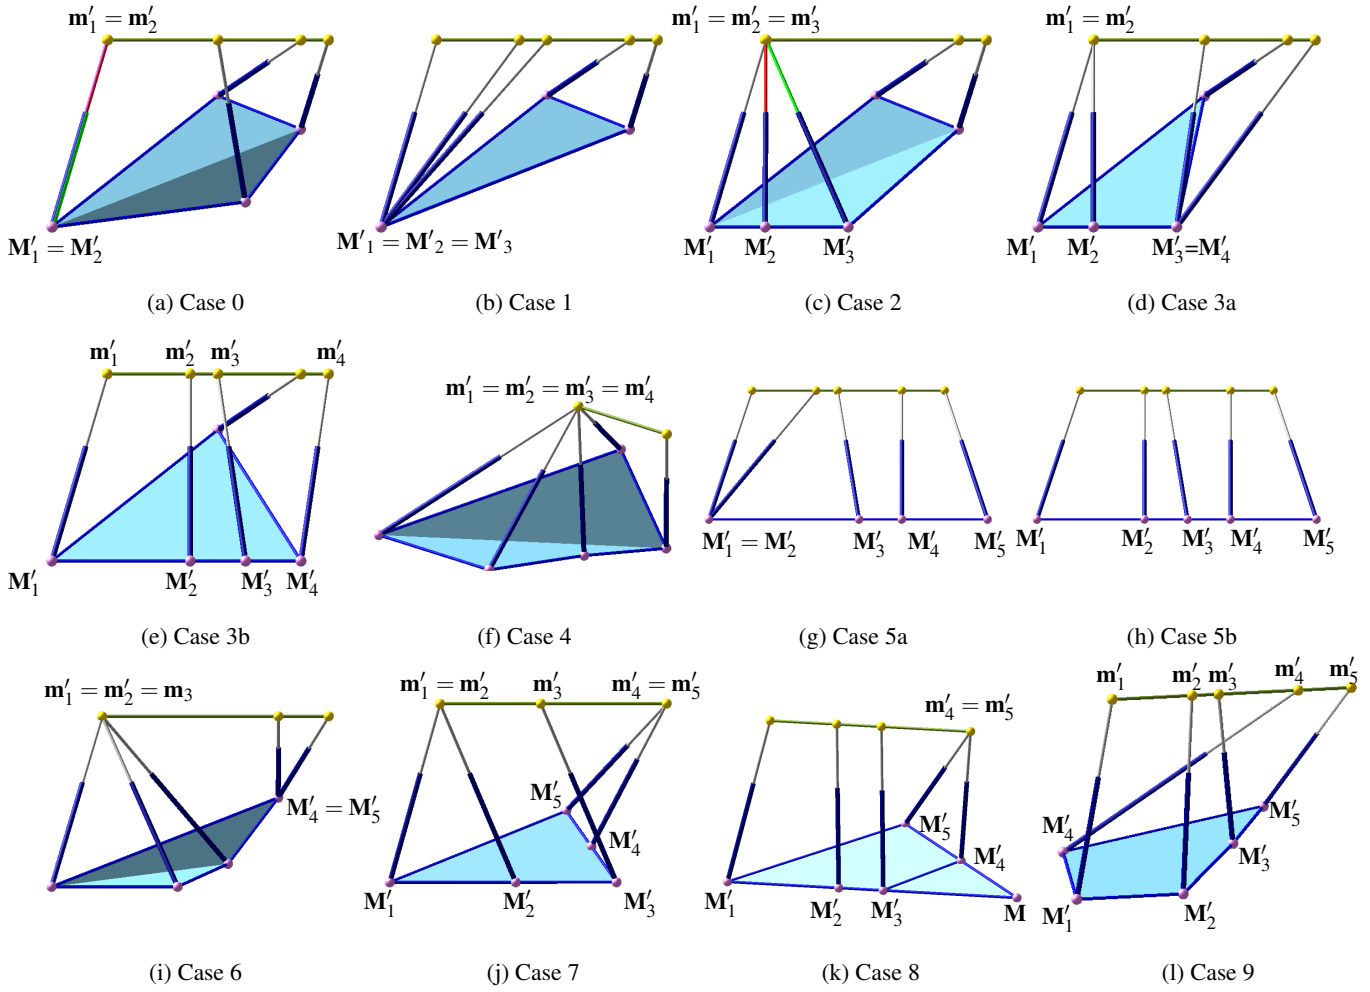 m′₁ = m′₂
M′₁ = M′₂
(a) Case 0
M′₁ = M′₂ = M′₃
(b) Case 1
m′₁ = m′₂ = m′₃
M′₁ M′₂ M′₃
(c) Case 2
m′₁ = m′₂
M′₁ M′₂ M′₃=M′₄
(d) Case 3a
m′₁ m′₂ m′₃ m′₄
M′₁ M′₂ M′₃ M′₄
(e) Case 3b
m′₁ = m′₂ = m′₃ = m′₄
(f) Case 4
M′₁ = M′₂ M′₃ M′₄ M′₅
(g) Case 5a
M′₁ M′₂ M′₃ M′₄ M′₅
(h) Case 5b
m′₁ = m′₂ = m₃
M′₄ = M′₅
(i) Case 6
m′₁ = m′₂ m′₃ m′₄ = m′₅
M′₅
M′₄
M′₁ M′₂ M′₃
(j) Case 7
m′₄ = m′₅
M′₅
M′₄
M′₁ M′₂ M′₃ M
(k) Case 8
m′₁ m′₂ m′₃ m′₄ m′₅
M′₅
M′₄
M′₃
M′₁ M′₂
(l) Case 9